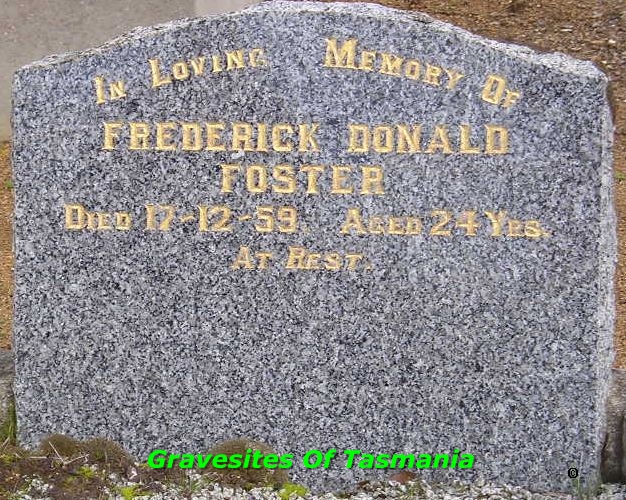 In Loving Memory Of
FREDERICK DONALD
FOSTER
Died 17-12-59. Aged 24 Yrs.
At Rest.
Gravesites Of Tasmania